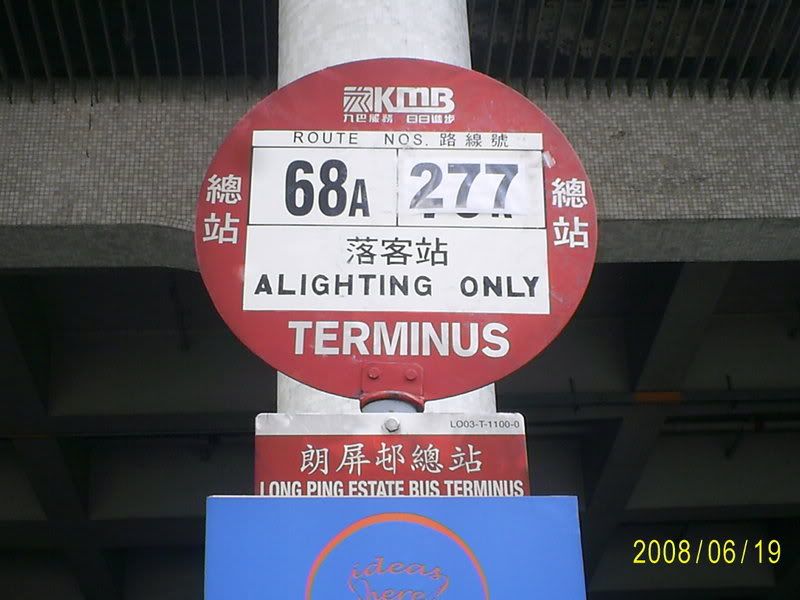 KMB
九巴服務 日日進步
ROUTE NOS. 路線號
68A 277
總站 總站
落客站
ALIGHTING ONLY
TERMINUS
LO03-T-1100-0
朗屏邨總站
LONG PING ESTATE BUS TERMINUS
ideas
here
2008/06/19